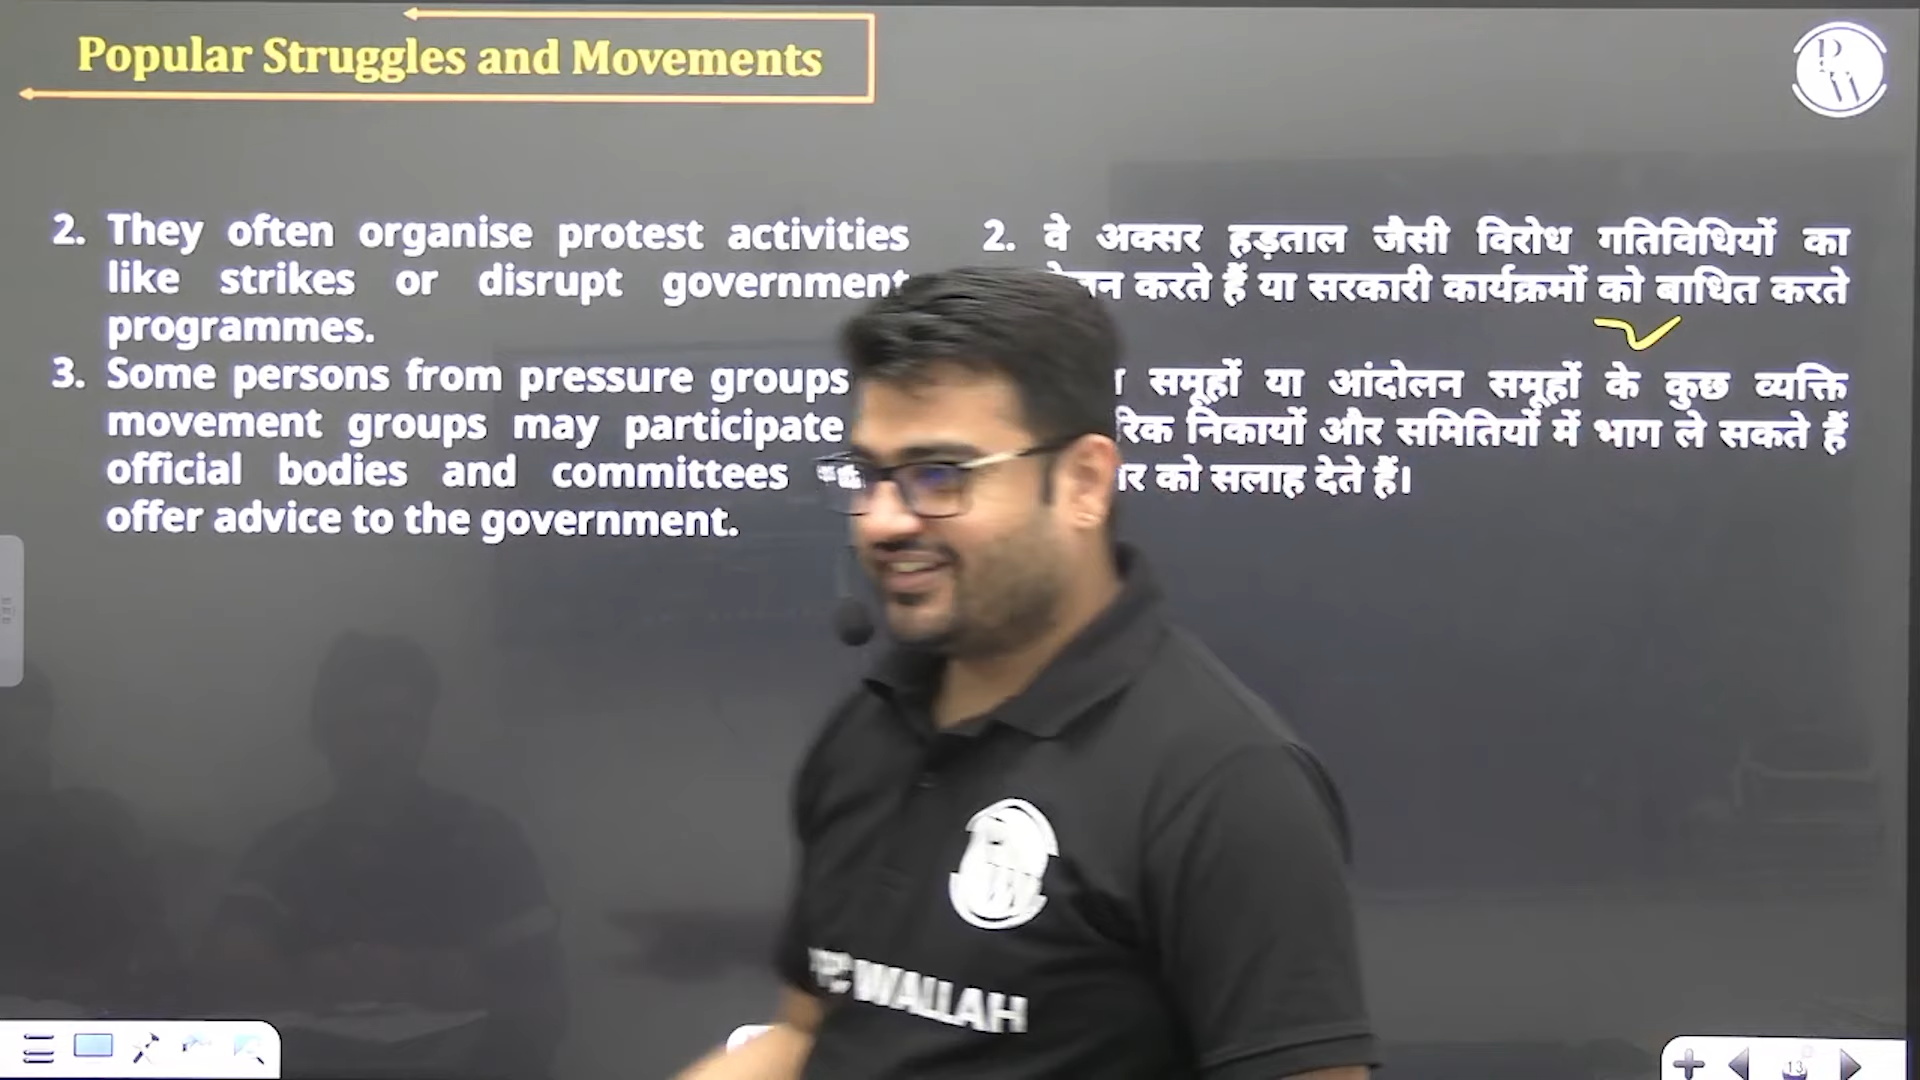 Popular Struggles and Movements
PW
2. They often organise protest activities
like strikes or disrupt government
programmes.
3. Some persons from pressure groups
movement groups may participate
official bodies and committees
offer advice to the government.
2. वे अक्सर हड़ताल जैसी विरोध गतिविधियों का
करते हैं या सरकारी कार्यक्रमों को बाधित करते
समूहों या आंदोलन समूहों के कुछ व्यक्ति
निकायों और समितियों में भाग ले सकते हैं
को सलाह देते हैं।
WALLAH
13